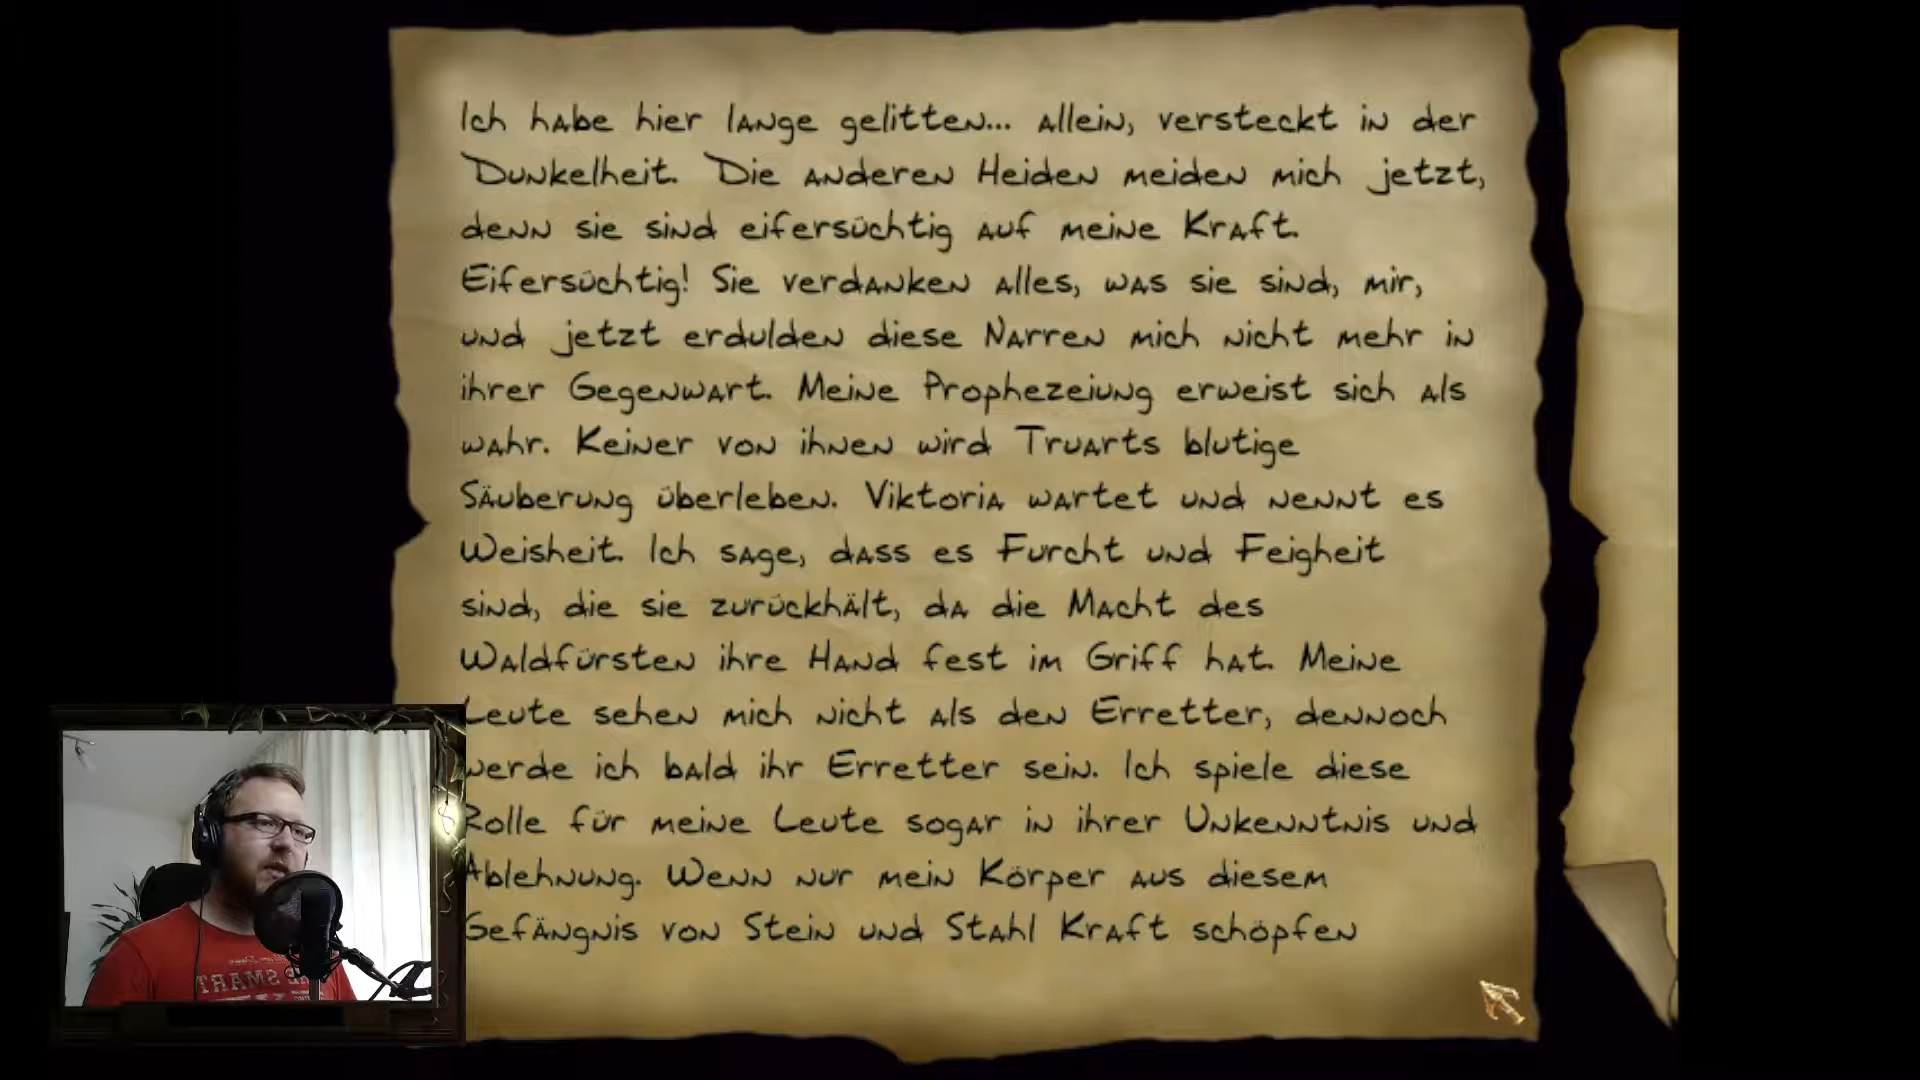 Ich habe hier lange gelitten... allein, versteckt in der
Dunkelheit. Die anderen Heiden meiden mich jetzt,
denn sie sind eifersüchtig auf meine Kraft.
Eifersüchtig! Sie verdanken alles, was sie sind, mir,
und jetzt erdulden diese Narren mich nicht mehr in
ihrer Gegenwart. Meine Prophezeiung erweist sich als
wahr. Keiner von ihnen wird Truarts blutige
Säuberung überleben. Viktoria wartet und nennt es
Weisheit. Ich sage, dass es Furcht und Feigheit
sind, die sie zurückhält, da die Macht des
Waldfürsten ihre Hand fest im Griff hat. Meine
Leute sehen mich nicht als den Erretter, dennoch
werde ich bald ihr Erretter sein. Ich spiele diese
Rolle für meine Leute sogar in ihrer Unkenntnis und
Ablehnung. Wenn nur mein Körper aus diesem
Gefängnis von Stein und Stahl Kraft schöpfen
SMART